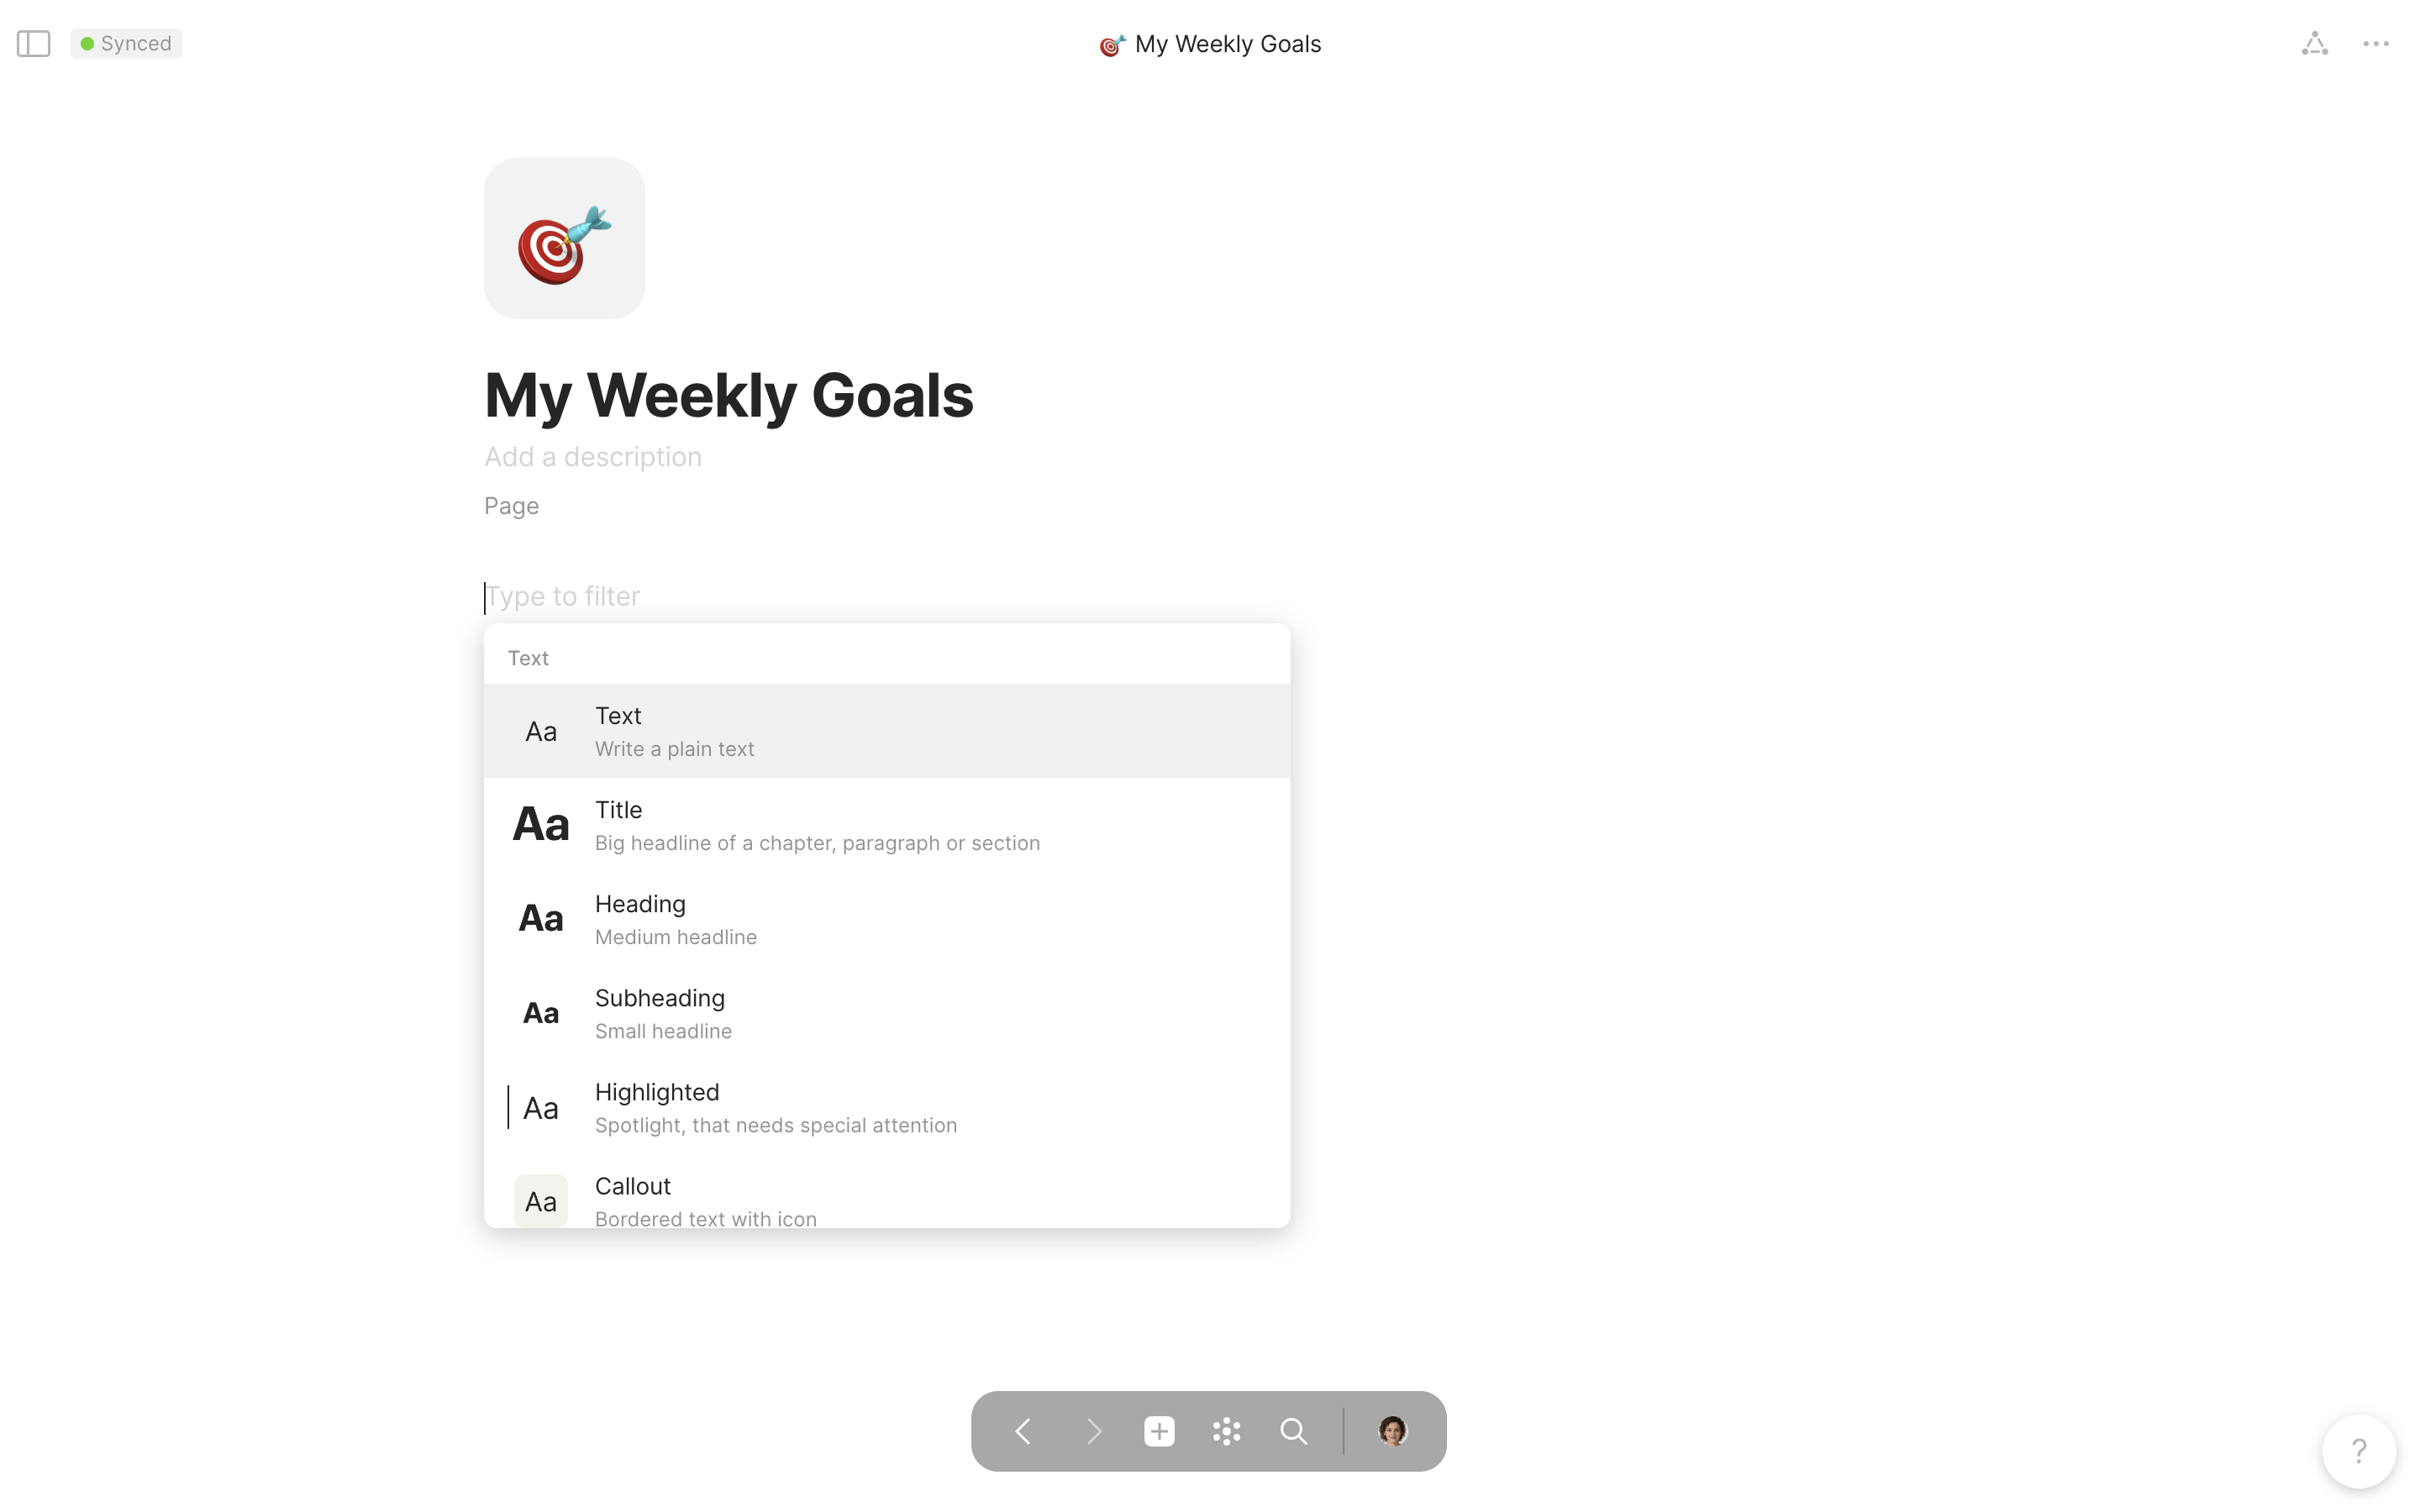 Synced
My Weekly Goals
My Weekly Goals
Add a description
Page
Type to filter
Text
Aa
Text
Write a plain text
Aa
Title
Big headline of a chapter, paragraph or section
Aa
Heading
Medium headline
Aa
Subheading
Small headline
Aa
Highlighted
Spotlight, that needs special attention
Aa
Callout
Bordered text with icon
?